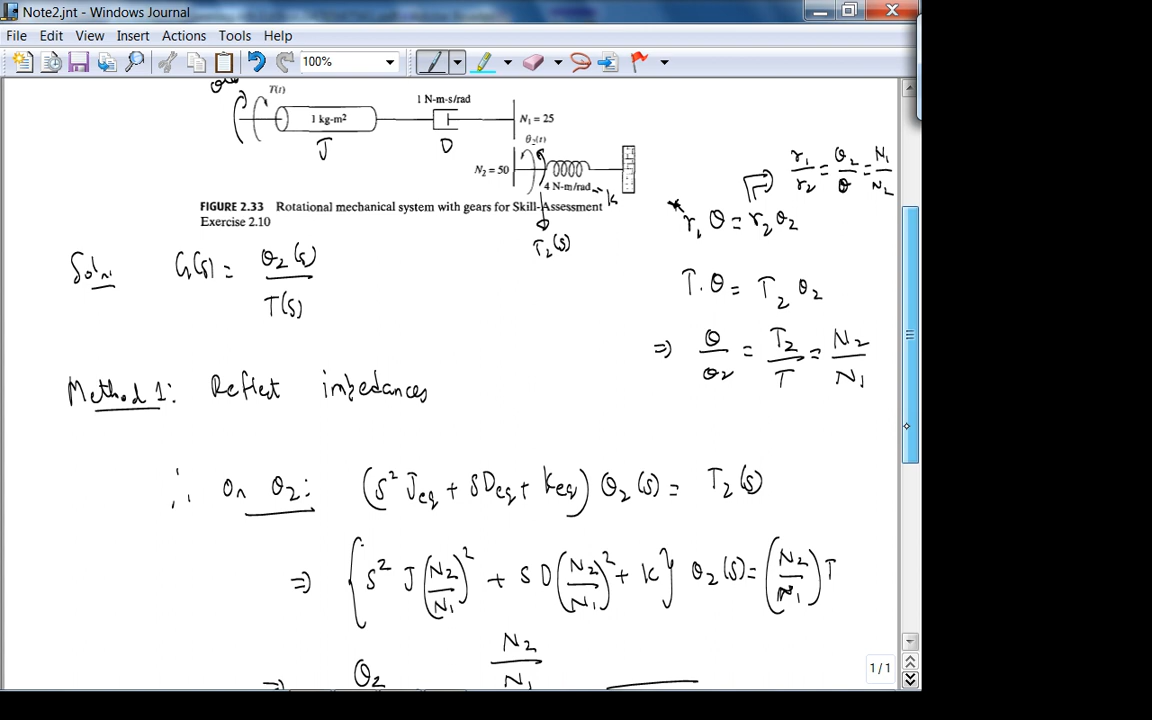 Note2.jnt - Windows Journal
File Edit View Insert Actions Tools Help
100%
T(t)
1 N-m-s/rad
1 kg-m²
N₁ = 25
J
D
θ₂(t)
N₂ = 50
4 N-m/rad
K
FIGURE 2.33 Rotational mechanical system with gears for Skill-Assessment
Exercise 2.10
T₂(s)
r₁/r₂ = θ₂/θ = N₁/N₂
* r₁ θ = r₂ θ₂
Soln. G(s) = θ₂(s)/T(s)
T.θ = T₂ θ₂
⇒ θ/θ₂ = T₂/T = N₂/N₁
Method 1: Reflect impedances
∴ On θ₂: (s² Jeq + sDeq + Keq) θ₂(s) = T₂(s)
⇒ {s² J(N₂/N₁)² + sD(N₂/N₁)² + K} θ₂(s) = (N₂/N₁) T
⇒ θ₂ N₂/N₁
1/1